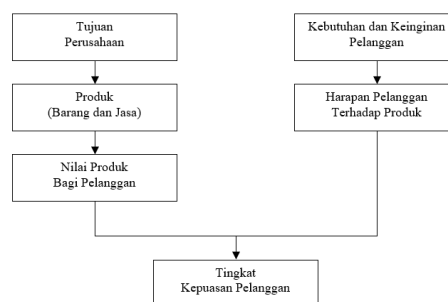 Tujuan
Perusahaan
Kebutuhan dan Keinginan
Pelanggan
Produk
(Barang dan Jasa)
Harapan Pelanggan
Terhadap Produk
Nilai Produk
Bagi Pelanggan
Tingkat
Kepuasan Pelanggan